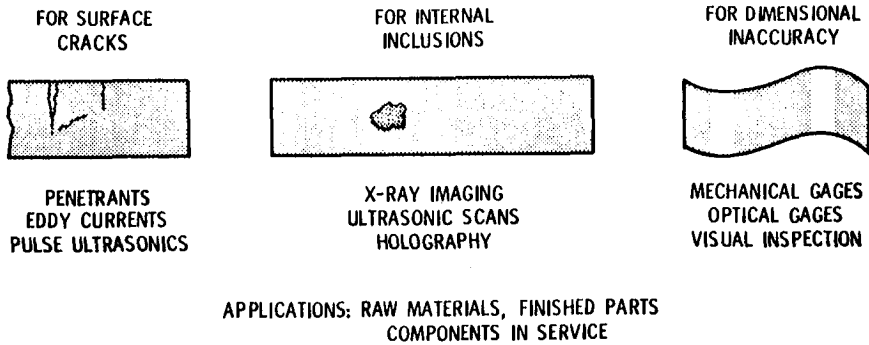 FOR SURFACE
CRACKS
PENETRANTS
EDDY CURRENTS
PULSE ULTRASONICS
FOR INTERNAL
INCLUSIONS
X-RAY IMAGING
ULTRASONIC SCANS
HOLOGRAPHY
FOR DIMENSIONAL
INACCURACY
MECHANICAL GAGES
OPTICAL GAGES
VISUAL INSPECTION
APPLICATIONS: RAW MATERIALS, FINISHED PARTS
COMPONENTS IN SERVICE